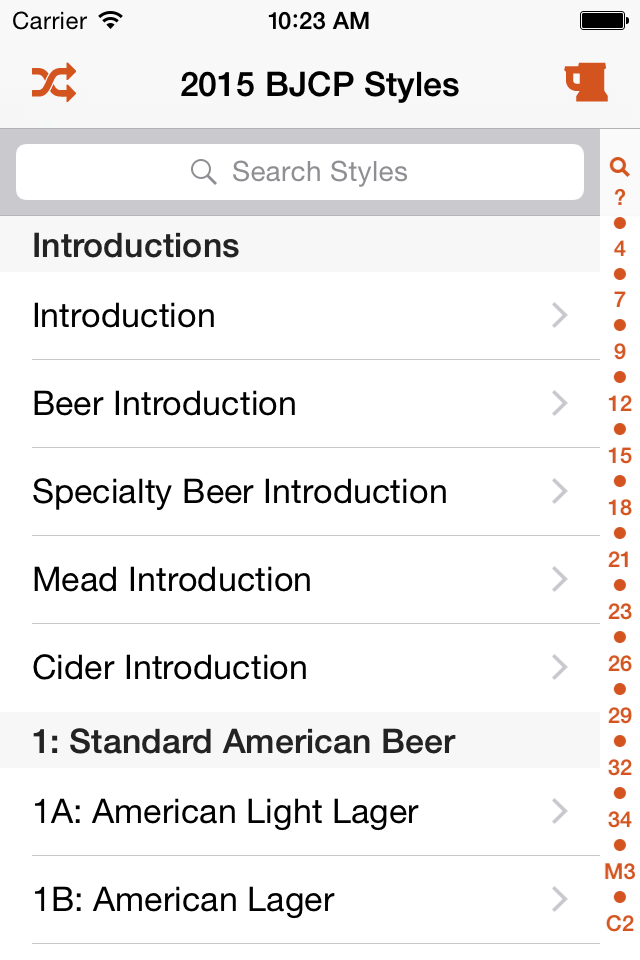 Carrier 10:23 AM
2015 BJCP Styles
Search Styles
Introductions
Introduction
Beer Introduction
Specialty Beer Introduction
Mead Introduction
Cider Introduction
1: Standard American Beer
1A: American Light Lager
1B: American Lager
?
4
7
9
12
15
18
21
23
26
29
32
34
M3
C2